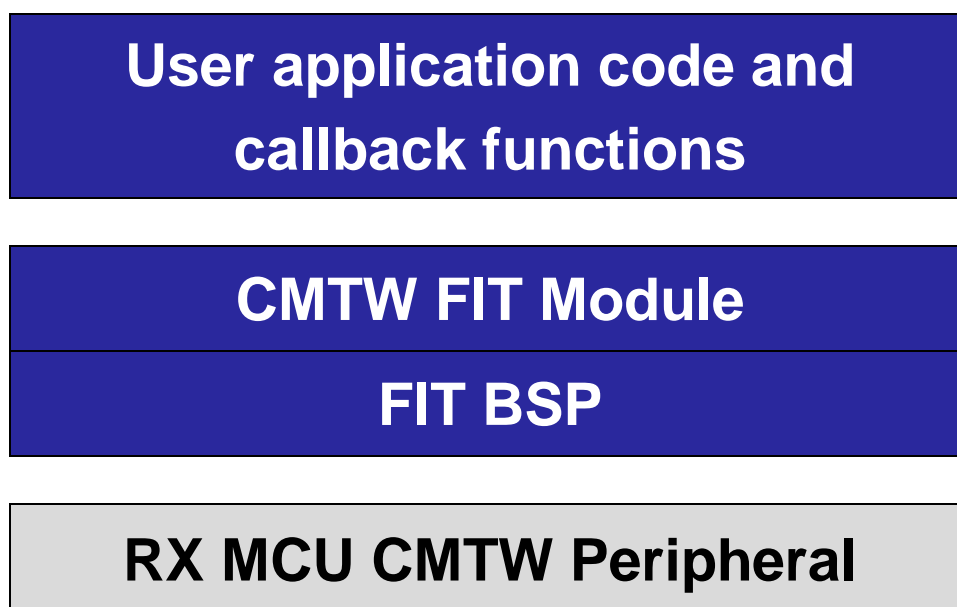 User application code and
callback functions
CMTW FIT Module
FIT BSP
RX MCU CMTW Peripheral